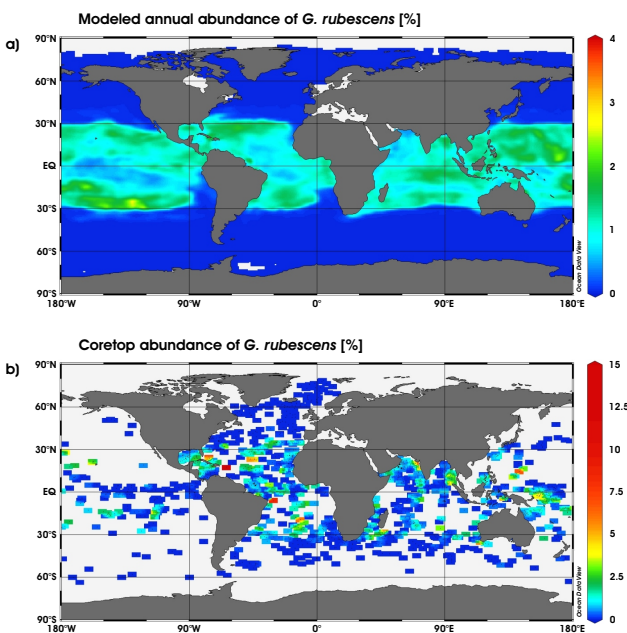 Modeled annual abundance of G. rubescens [%]
a)
90°N
60°N
30°N
EQ
30°S
60°S
90°S
180°W
90°W
0°
90°E
180°E
Ocean Data View
4
3
2
1
0
Coretop abundance of G. rubescens [%]
b)
90°N
60°N
30°N
EQ
30°S
60°S
90°S
180°W
90°W
0°
90°E
180°E
Ocean Data View
15
12.5
10
7.5
5
2.5
0